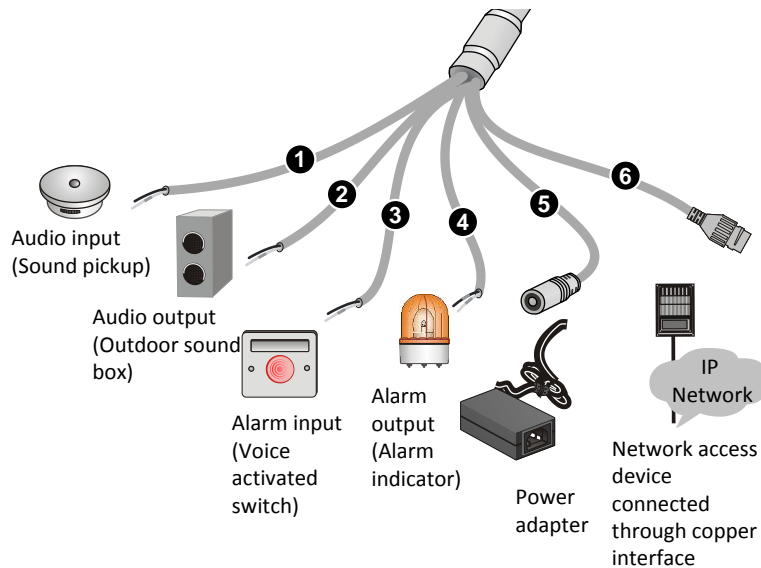 1
2
3
4
5
6
Audio input
(Sound pickup)
Audio output
(Outdoor sound
box)
Alarm input
(Voice
activated
switch)
Alarm
output
(Alarm
indicator)
Power
adapter
IP
Network
Network access
device
connected
through copper
interface